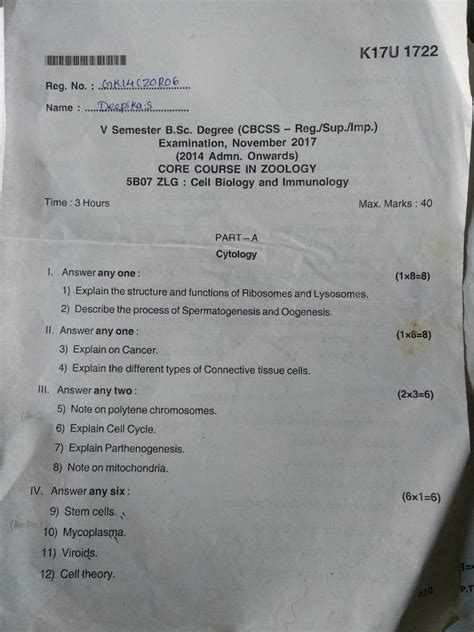 K17U 1722
Reg. No. : GK14CZOR06
Name : Deepika.S
V Semester B.Sc. Degree (CBCSS – Reg./Sup./Imp.)
Examination, November 2017
(2014 Admn. Onwards)
CORE COURSE IN ZOOLOGY
5B07 ZLG : Cell Biology and Immunology
Time : 3 Hours Max. Marks : 40
PART – A
Cytology
I. Answer any one : (1×8=8)
1) Explain the structure and functions of Ribosomes and Lysosomes.
2) Describe the process of Spermatogenesis and Oogenesis.
II. Answer any one : (1×8=8)
3) Explain on Cancer.
4) Explain the different types of Connective tissue cells.
III. Answer any two : (2×3=6)
5) Note on polytene chromosomes.
6) Explain Cell Cycle.
7) Explain Parthenogenesis.
8) Note on mitochondria.
IV. Answer any six : (6×1=6)
9) Stem cells.
10) Mycoplasma.
11) Viroids.
12) Cell theory.
P.T.O.